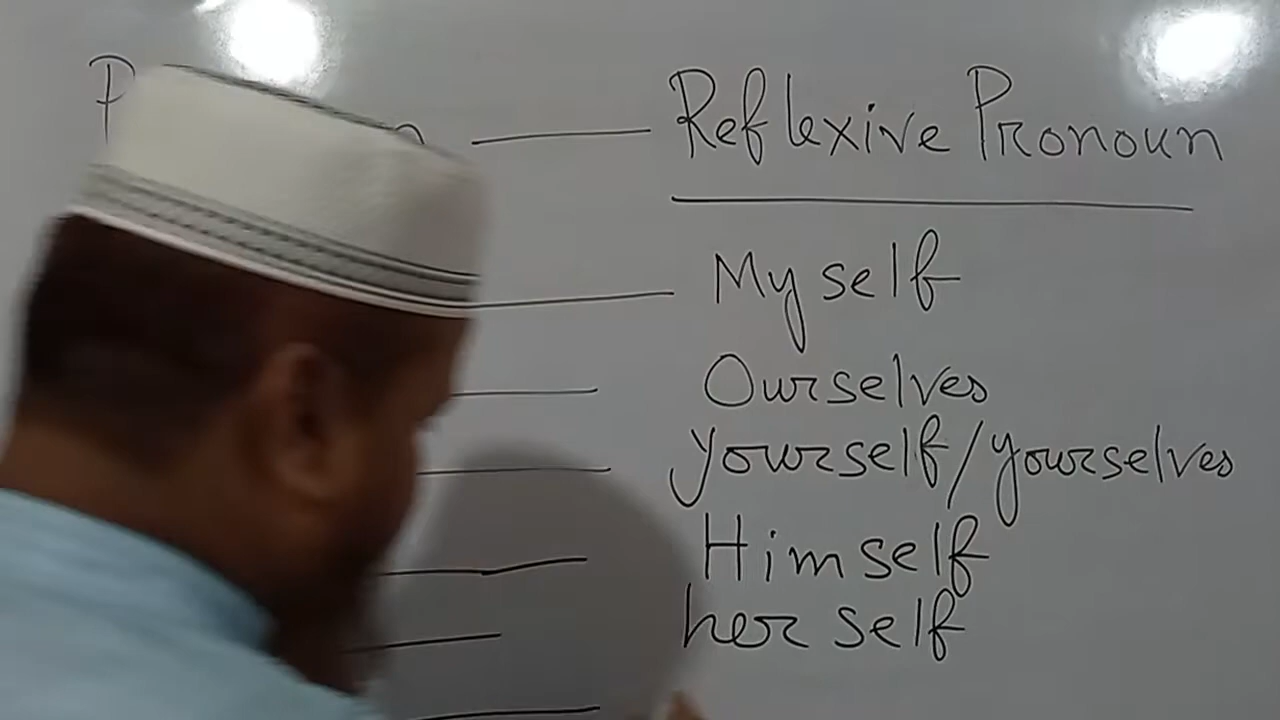 Reflexive Pronoun
My self
Ourselves
yourself/yourselves
Himself
her self